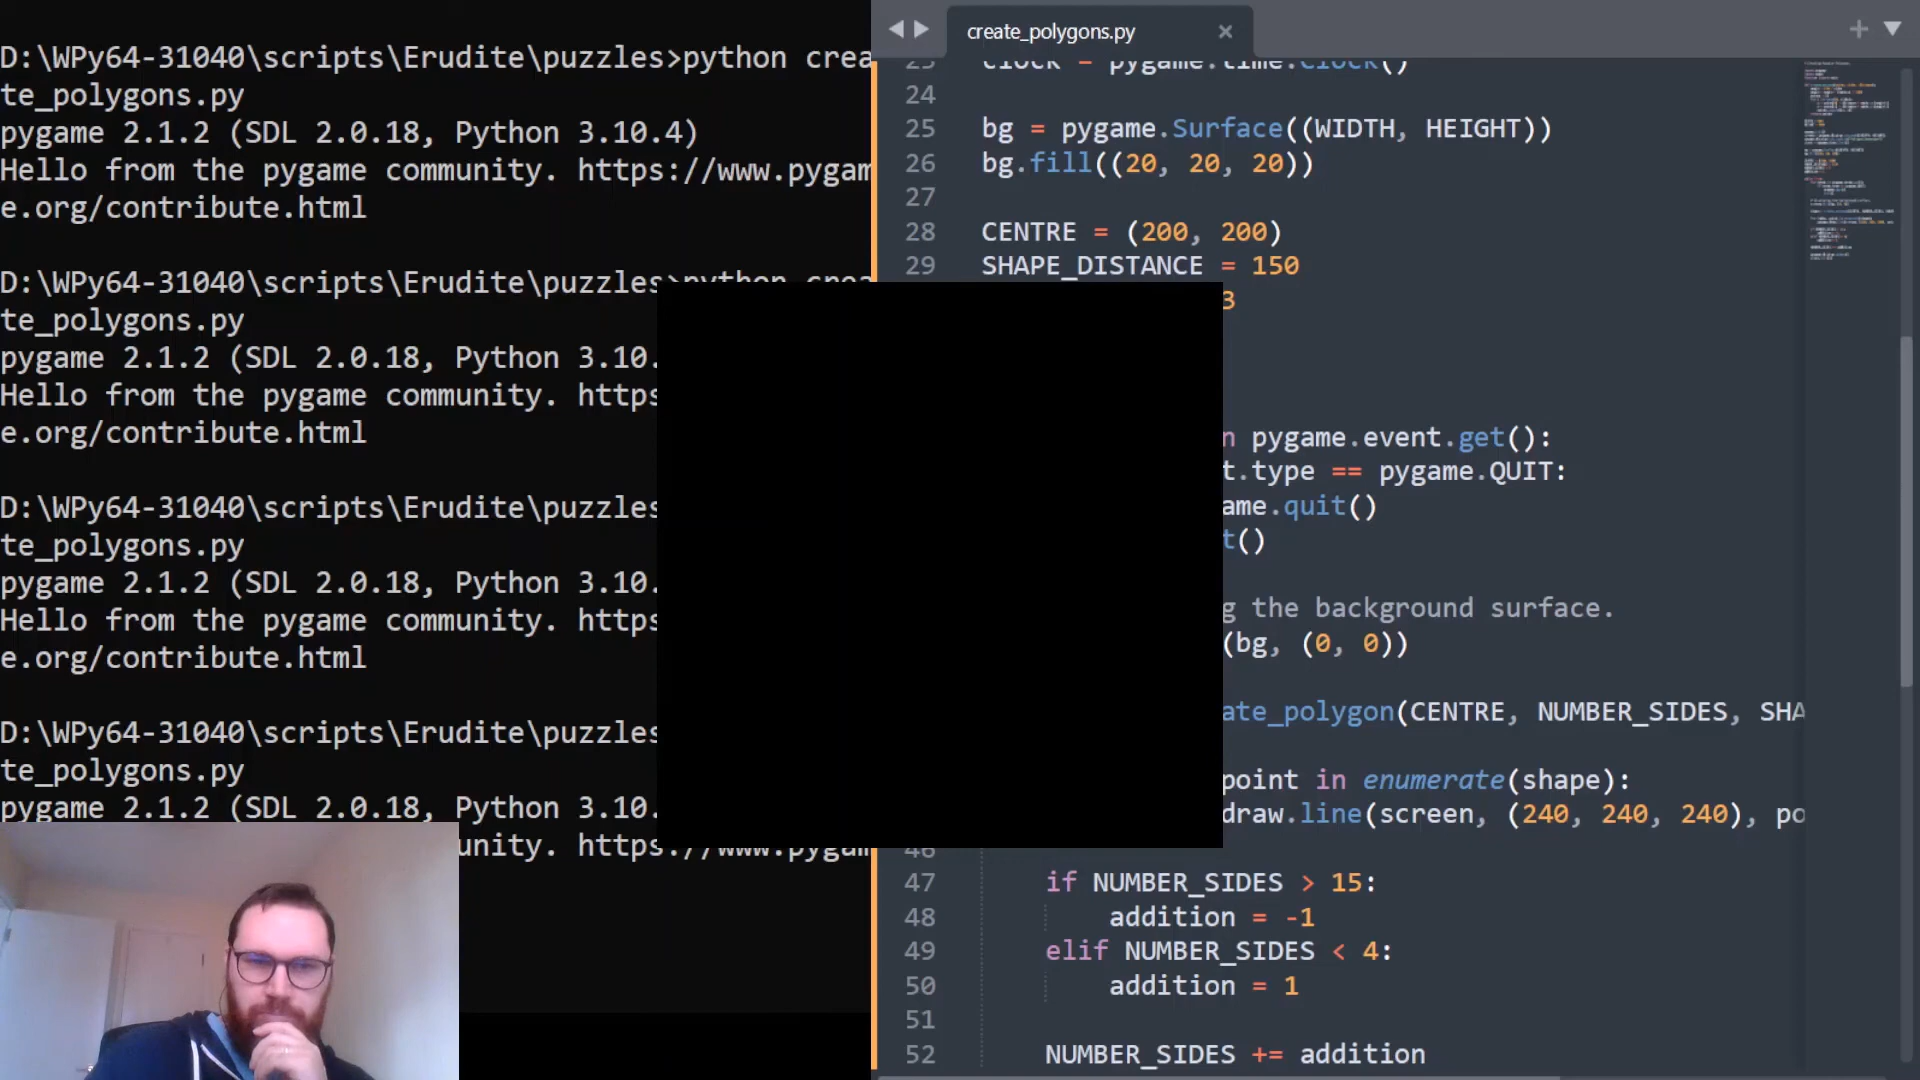 D:\WPy64-31040\scripts\Erudite\puzzles>python crea
te_polygons.py
pygame 2.1.2 (SDL 2.0.18, Python 3.10.4)
Hello from the pygame community. https://www.pygam
e.org/contribute.html
D:\WPy64-31040\scripts\Erudite\puzzles>python crea
te_polygons.py
pygame 2.1.2 (SDL 2.0.18, Python 3.10.
Hello from the pygame community. https
e.org/contribute.html
D:\WPy64-31040\scripts\Erudite\puzzles
te_polygons.py
pygame 2.1.2 (SDL 2.0.18, Python 3.10.
Hello from the pygame community. https
e.org/contribute.html
D:\WPy64-31040\scripts\Erudite\puzzles
te_polygons.py
pygame 2.1.2 (SDL 2.0.18, Python 3.10.
unity. https://www.pygam
create_polygons.py
23 clock = pygame.time.Clock()
24
25 bg = pygame.Surface((WIDTH, HEIGHT))
26 bg.fill((20, 20, 20))
27
28 CENTRE = (200, 200)
29 SHAPE_DISTANCE = 150
3
n pygame.event.get():
t.type == pygame.QUIT:
ame.quit()
t()
g the background surface.
(bg, (0, 0))
ate_polygon(CENTRE, NUMBER_SIDES, SHA
point in enumerate(shape):
draw.line(screen, (240, 240, 240), po
46
47 if NUMBER_SIDES > 15:
48 addition = -1
49 elif NUMBER_SIDES < 4:
50 addition = 1
51
52 NUMBER_SIDES += addition